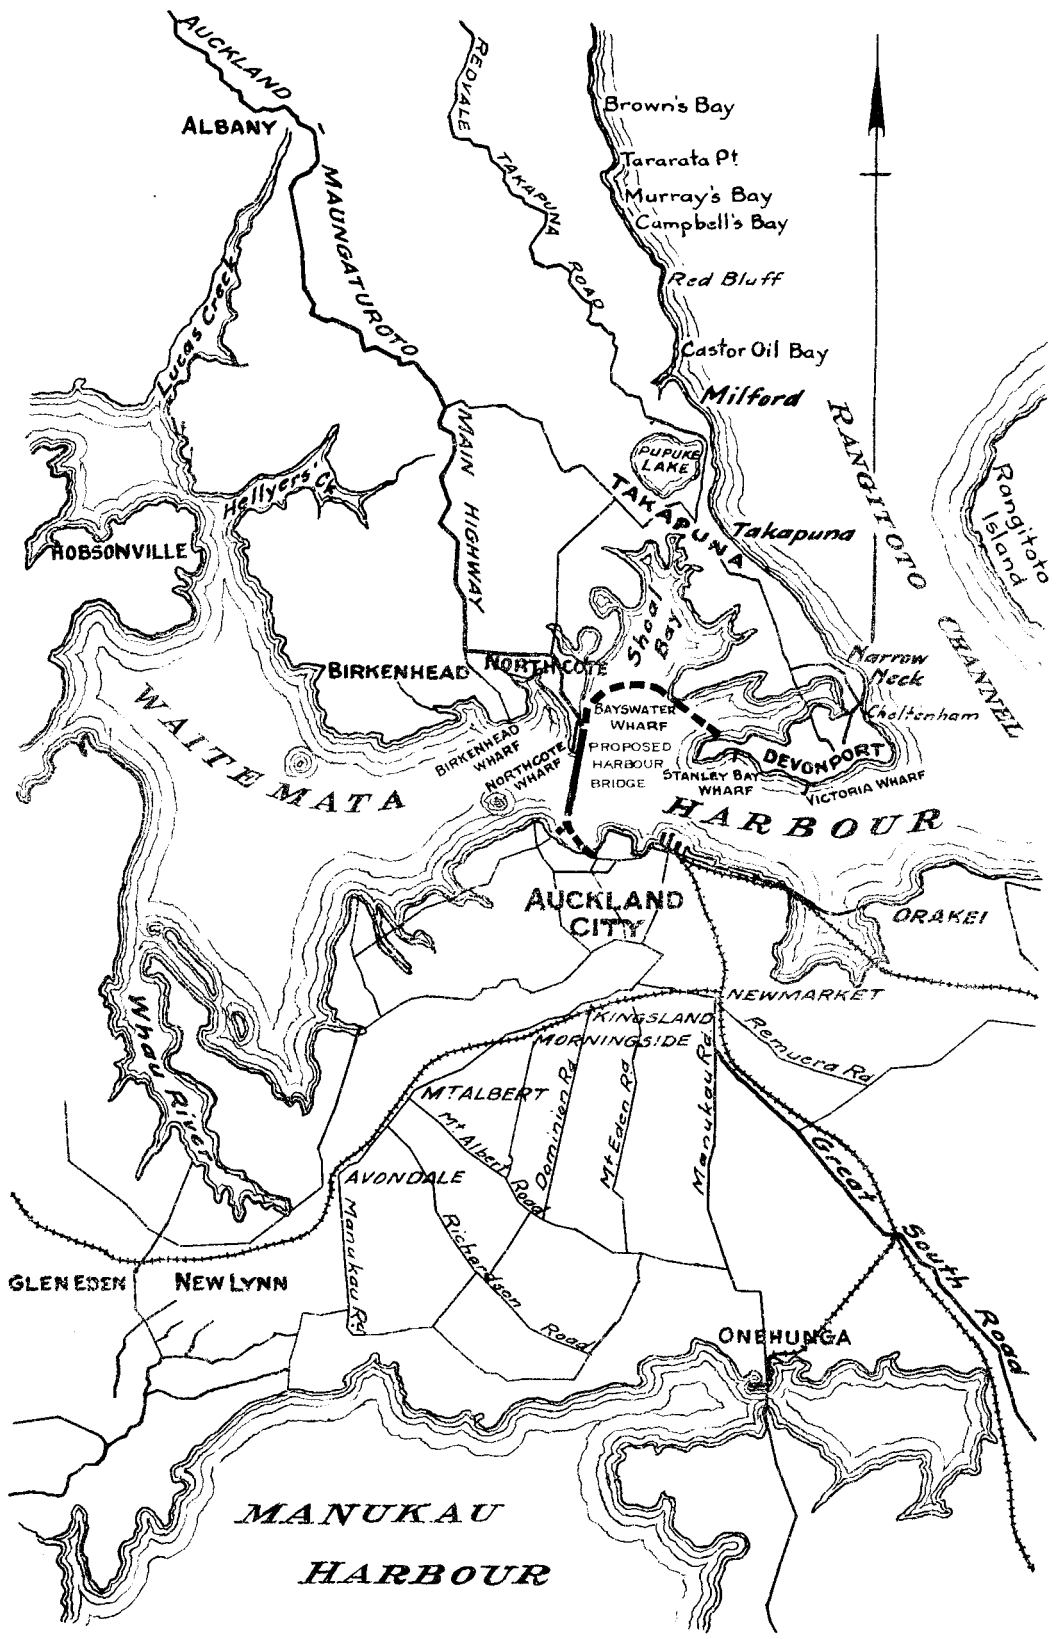 AUCKLAND
MAUNGATUROTO
MAIN
HIGHWAY
REDVALE
TAKAPUNA
ROAD
ALBANY
Brown's Bay
Tararata Pt.
Murray's Bay
Campbell's Bay
Red Bluff
Castor Oil Bay
Milford
Lucas Creek
Hellyers' Ck
PUPUKE
LAKE
TAKAPUNA
Takapuna
RANGITOTO
CHANNEL
Rangitoto
Island
HOBSONVILLE
Shoal
Bay
BIRKENHEAD
NORTHCOTE
Narrow
Neck
Cheltenham
BAYSWATER
WHARF
PROPOSED
HARBOUR
BRIDGE
BIRKENHEAD
WHARF
NORTHCOTE
WHARF
STANLEY BAY
WHARF
DEVONPORT
VICTORIA WHARF
WAITEMATA
HARBOUR
AUCKLAND
CITY
ORAKEI
Whau River
NEWMARKET
KINGSLAND
MORNINGSIDE
Remuera Rd
MT ALBERT
Mt Albert
Road
Dominion Rd
Mt Eden Rd
Manukau Rd
Great
South
Road
AVONDALE
Manukau Rd
Richardson
Road
GLEN EDEN
NEW LYNN
ONEHUNGA
MANUKAU
HARBOUR